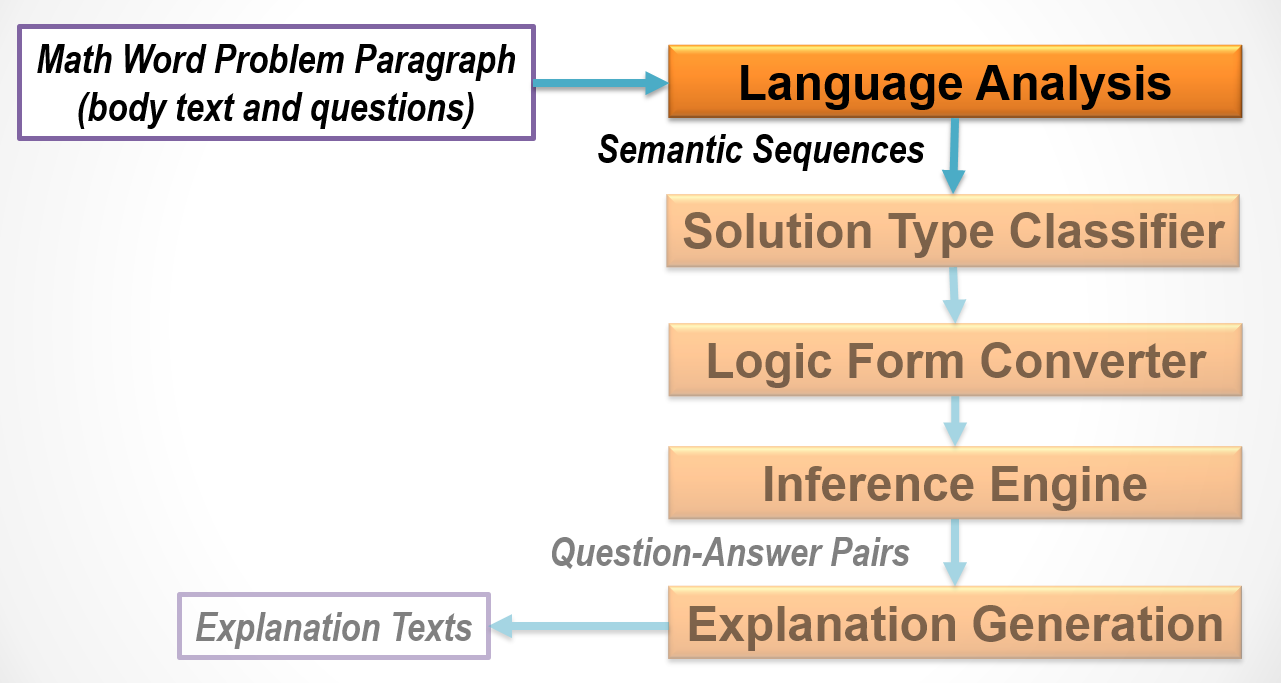 Math Word Problem Paragraph
(body text and questions)
Language Analysis
Semantic Sequences
Solution Type Classifier
Logic Form Converter
Inference Engine
Question-Answer Pairs
Explanation Texts
Explanation Generation